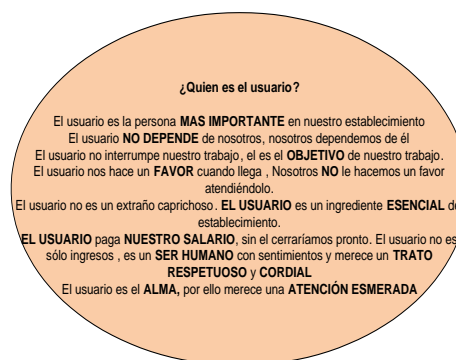 ¿Quien es el usuario?
El usuario es la persona MAS IMPORTANTE en nuestro establecimiento
El usuario NO DEPENDE de nosotros, nosotros dependemos de él
El usuario no interrumpe nuestro trabajo, el es el OBJETIVO de nuestro trabajo.
El usuario nos hace un FAVOR cuando llega , Nosotros NO le hacemos un favor
atendiéndolo.
El usuario no es un extraño caprichoso. EL USUARIO es un ingrediente ESENCIAL de
establecimiento.
EL USUARIO paga NUESTRO SALARIO, sin el cerraríamos pronto. El usuario no es
sólo ingresos , es un SER HUMANO con sentimientos y merece un TRATO
RESPETUOSO y CORDIAL
El usuario es el ALMA, por ello merece una ATENCIÓN ESMERADA